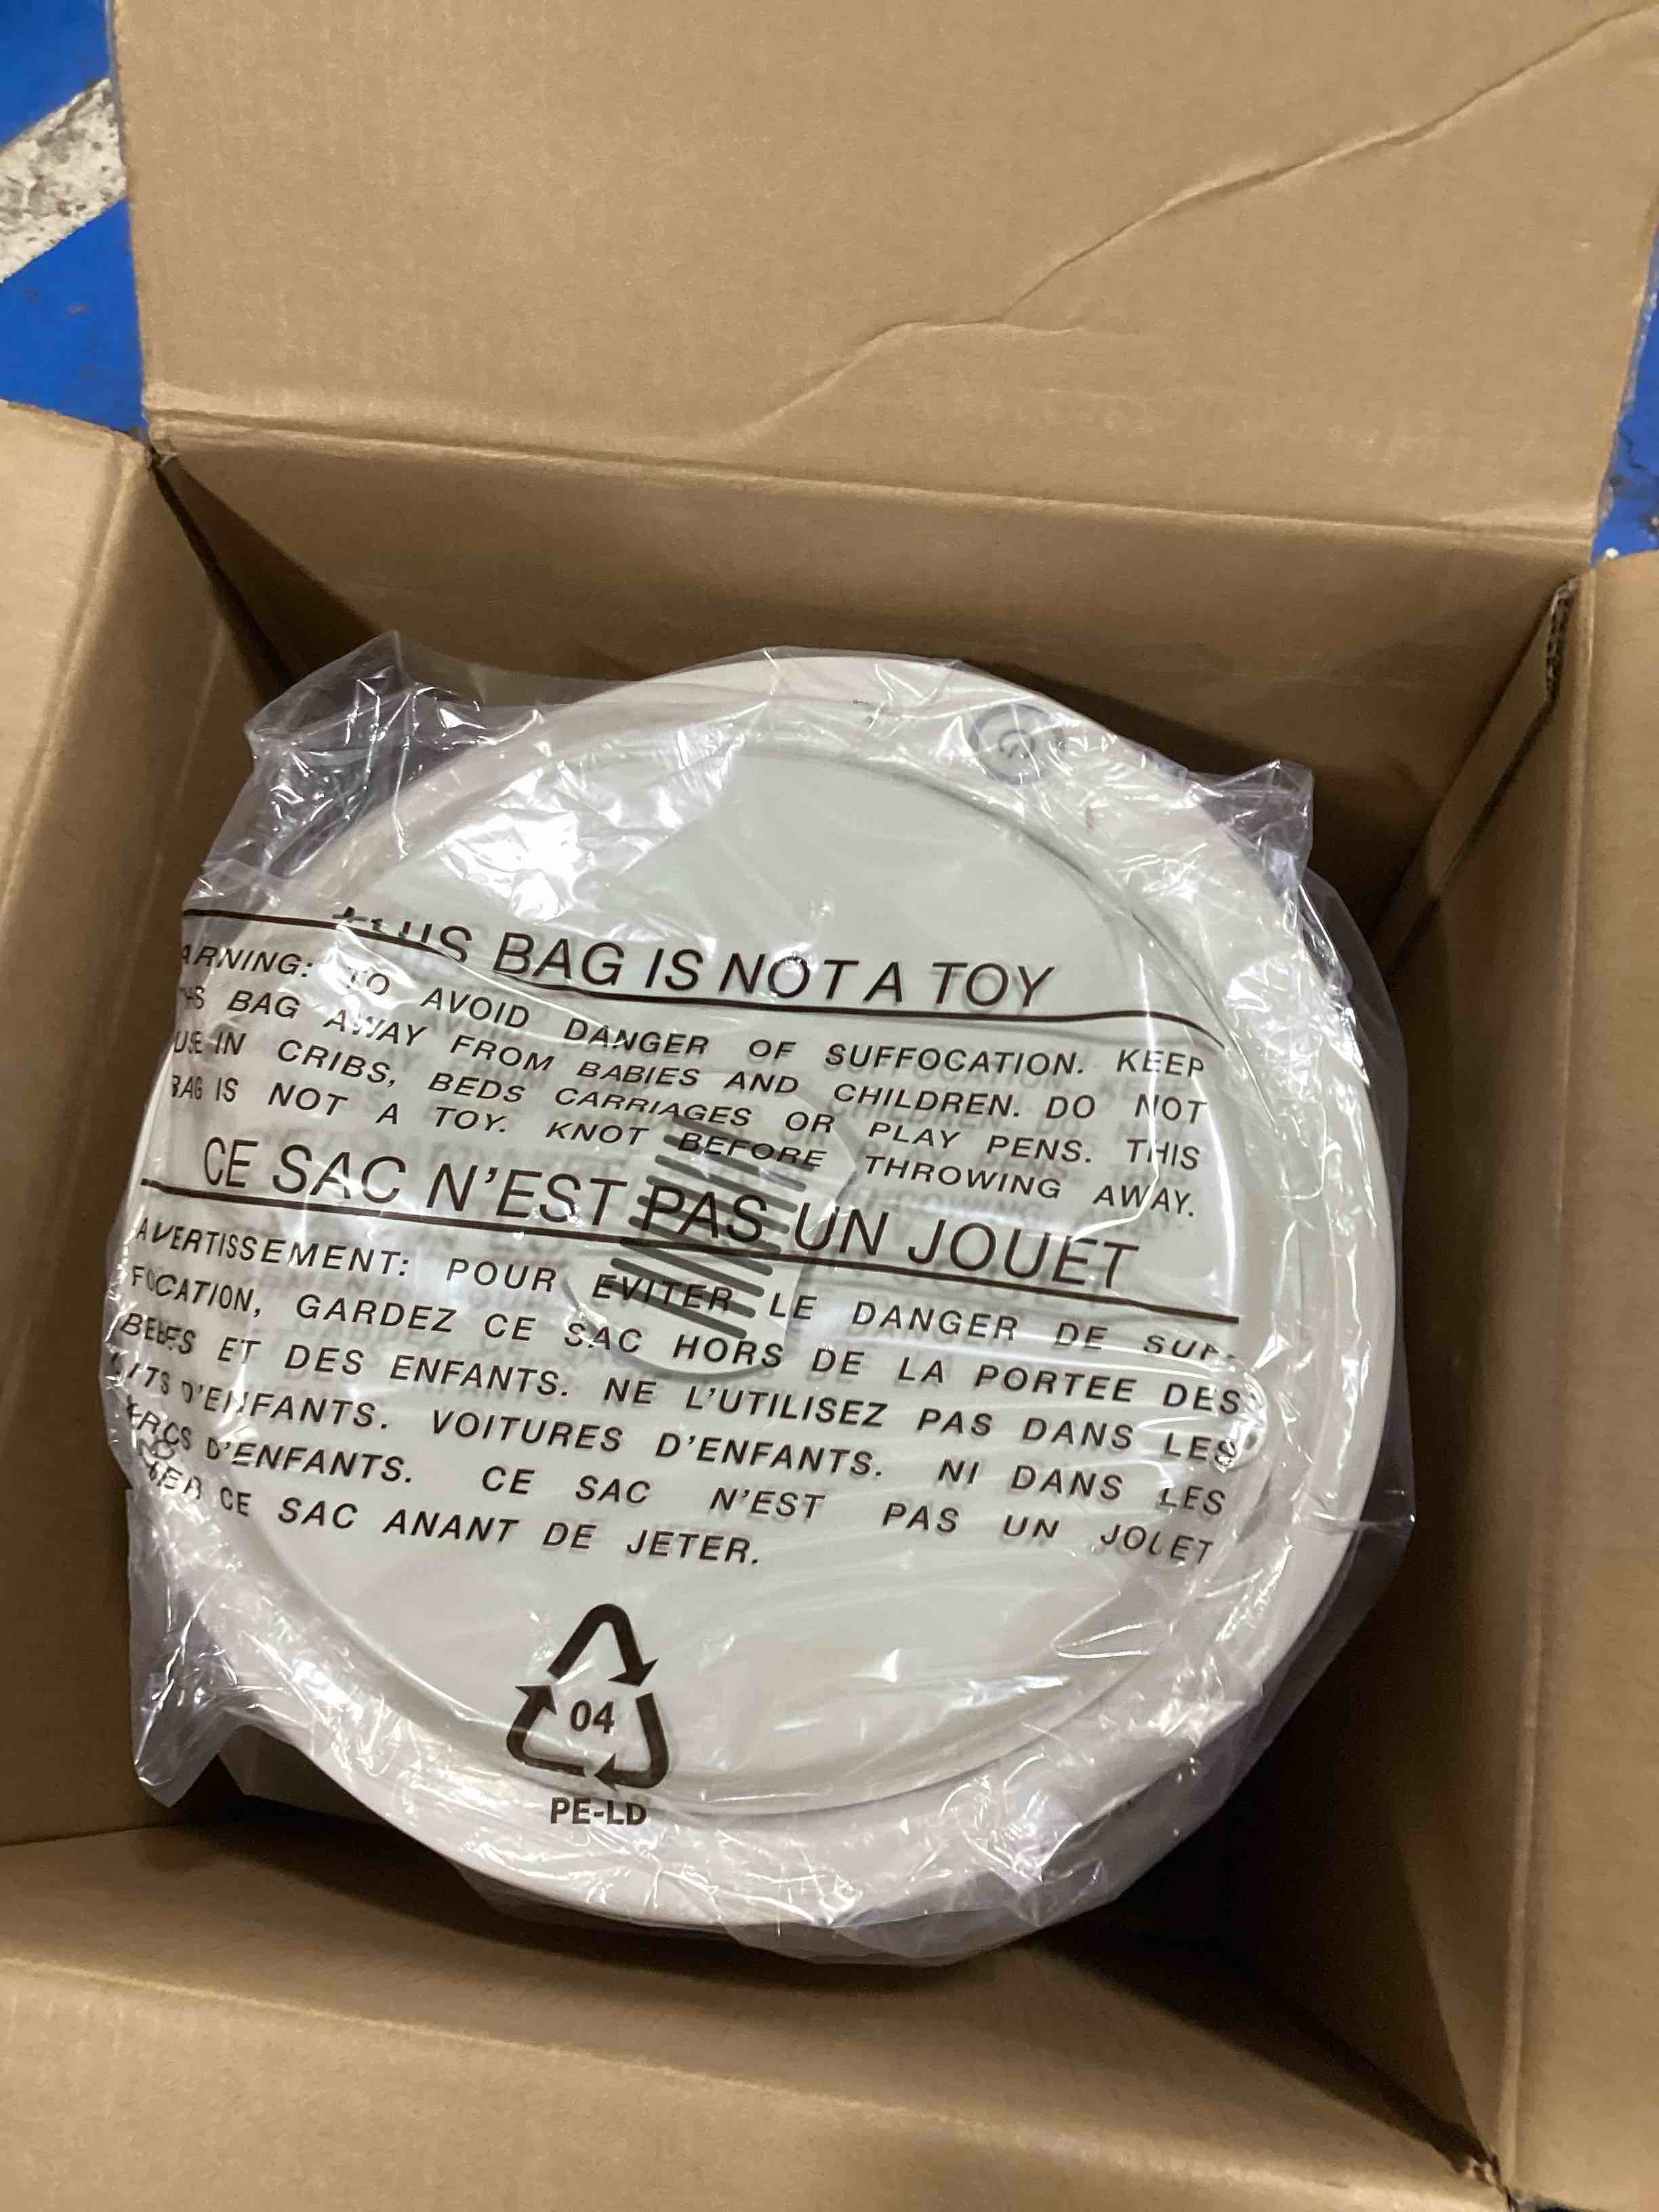 BAG IS NOT A TOY
ARNING: TO AVOID DANGER OF SUFFOCATION. KEEP
BAG AWAY FROM BABIES AND CHILDREN. DO NOT
USE IN CRIBS, BEDS CARRIAGES OR PLAY PENS. THIS
BAG IS NOT A TOY. KNOT BEFORE THROWING AWAY.
CE SAC N'EST PAS UN JOUET
AVERTISSEMENT: POUR EVITER LE DANGER DE SUF-
FOCATION, GARDEZ CE SAC HORS DE LA PORTEE DES
BEBES ET DES ENFANTS. NE L'UTILISEZ PAS DANS LES
ITS D'ENFANTS. VOITURES D'ENFANTS. NI DANS LES
D'ENFANTS. CE SAC N'EST PAS UN JOUET
CE SAC ANANT DE JETER.
04
PE-LD